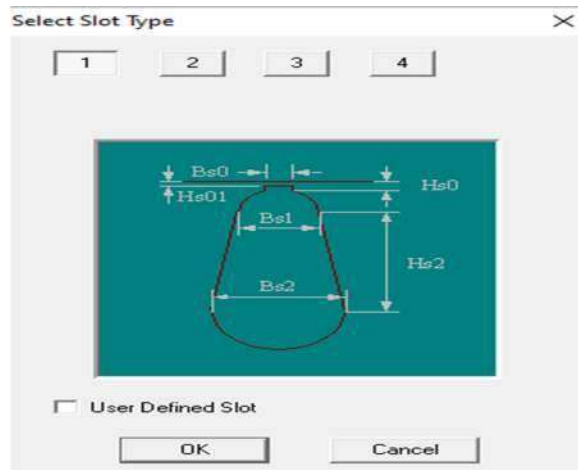 Select Slot Type
1 2 3 4
Bs0
Hs0
Hs01
Bs1
Hs2
Bs2
User Defined Slot
OK Cancel